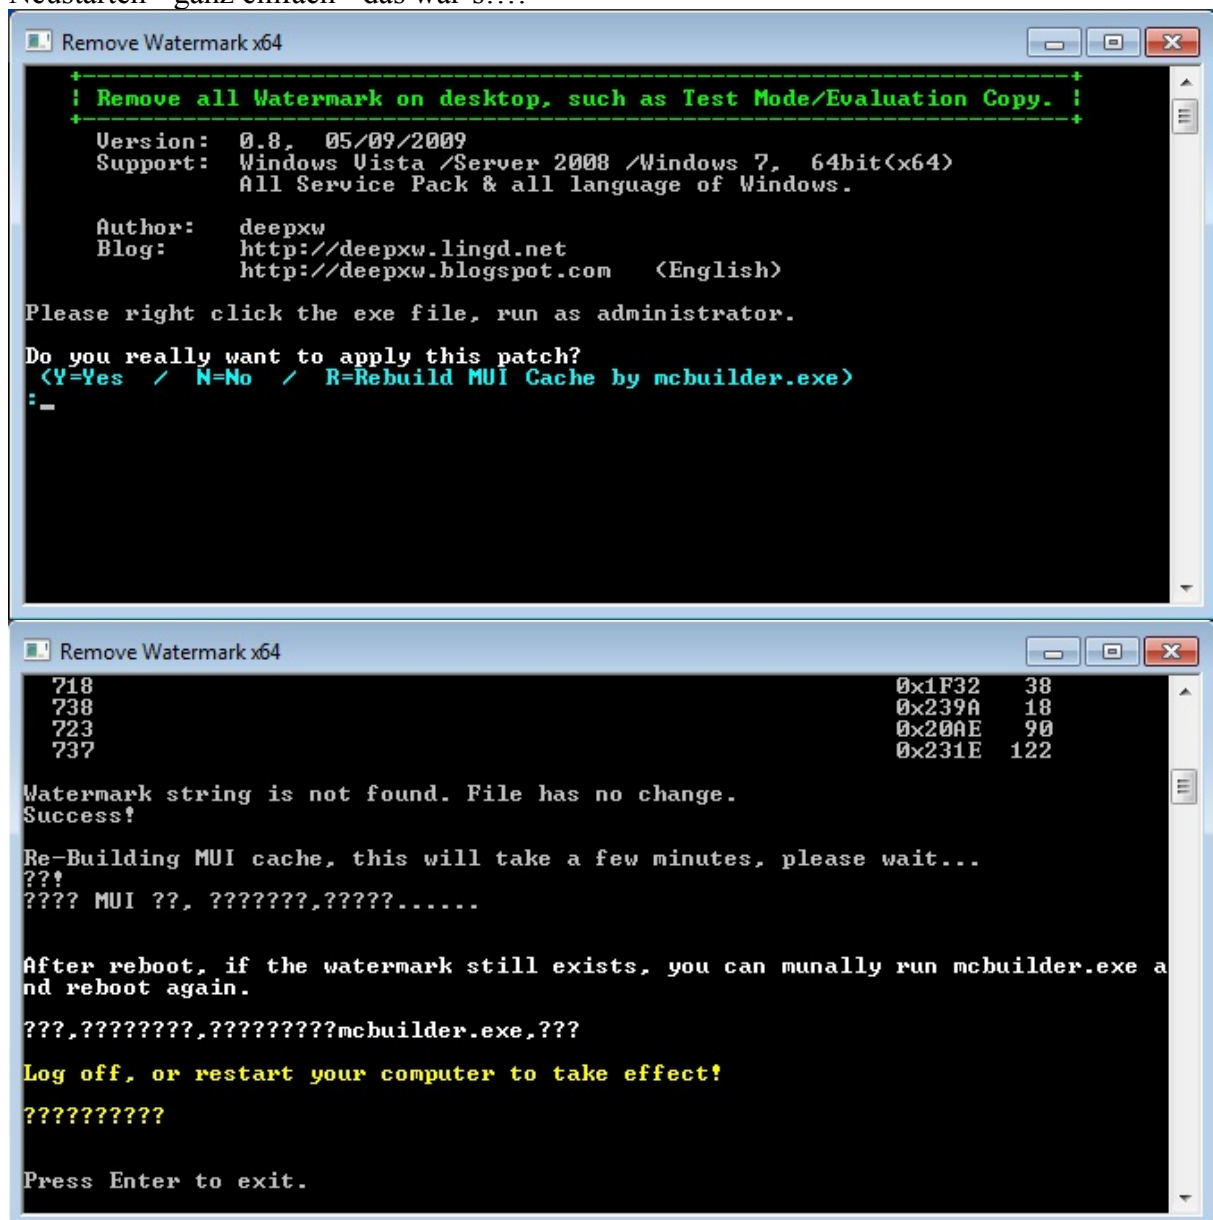 Neustarten - ganz einfach - das war's....
Remove Watermark x64
Remove all Watermark on desktop, such as Test Mode/Evaluation Copy.
Version: 0.8, 05/09/2009
Support: Windows Vista /Server 2008 /Windows 7, 64bit(x64)
All Service Pack & all language of Windows.
Author: deepxw
Blog: http://deepxw.lingd.net
http://deepxw.blogspot.com (English)
Please right click the exe file, run as administrator.
Do you really want to apply this patch?
(Y=Yes / N=No / R=Rebuild MUI Cache by mcbuilder.exe)
:_
Remove Watermark x64
718 0x1F32 38
738 0x239A 18
723 0x20AE 90
737 0x231E 122
Watermark string is not found. File has no change.
Success!
Re-Building MUI cache, this will take a few minutes, please wait...
??!
???? MUI ??, ???????,?????......
After reboot, if the watermark still exists, you can munally run mcbuilder.exe a
nd reboot again.
???,????????,?????????mcbuilder.exe,???
Log off, or restart your computer to take effect!
??????????
Press Enter to exit.